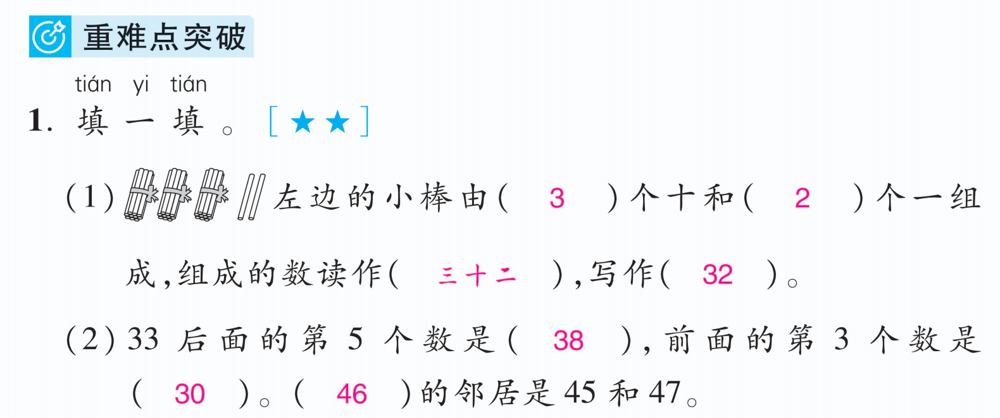 重难点突破
tián yi tián
1. 填一填。[★★]
(1) 左边的小棒由( 3 )个十和( 2 )个一组
成,组成的数读作( 三十二 ),写作( 32 )。
(2) 33 后面的第 5 个数是( 38 ),前面的第 3 个数是
( 30 )。( 46 )的邻居是 45 和 47。